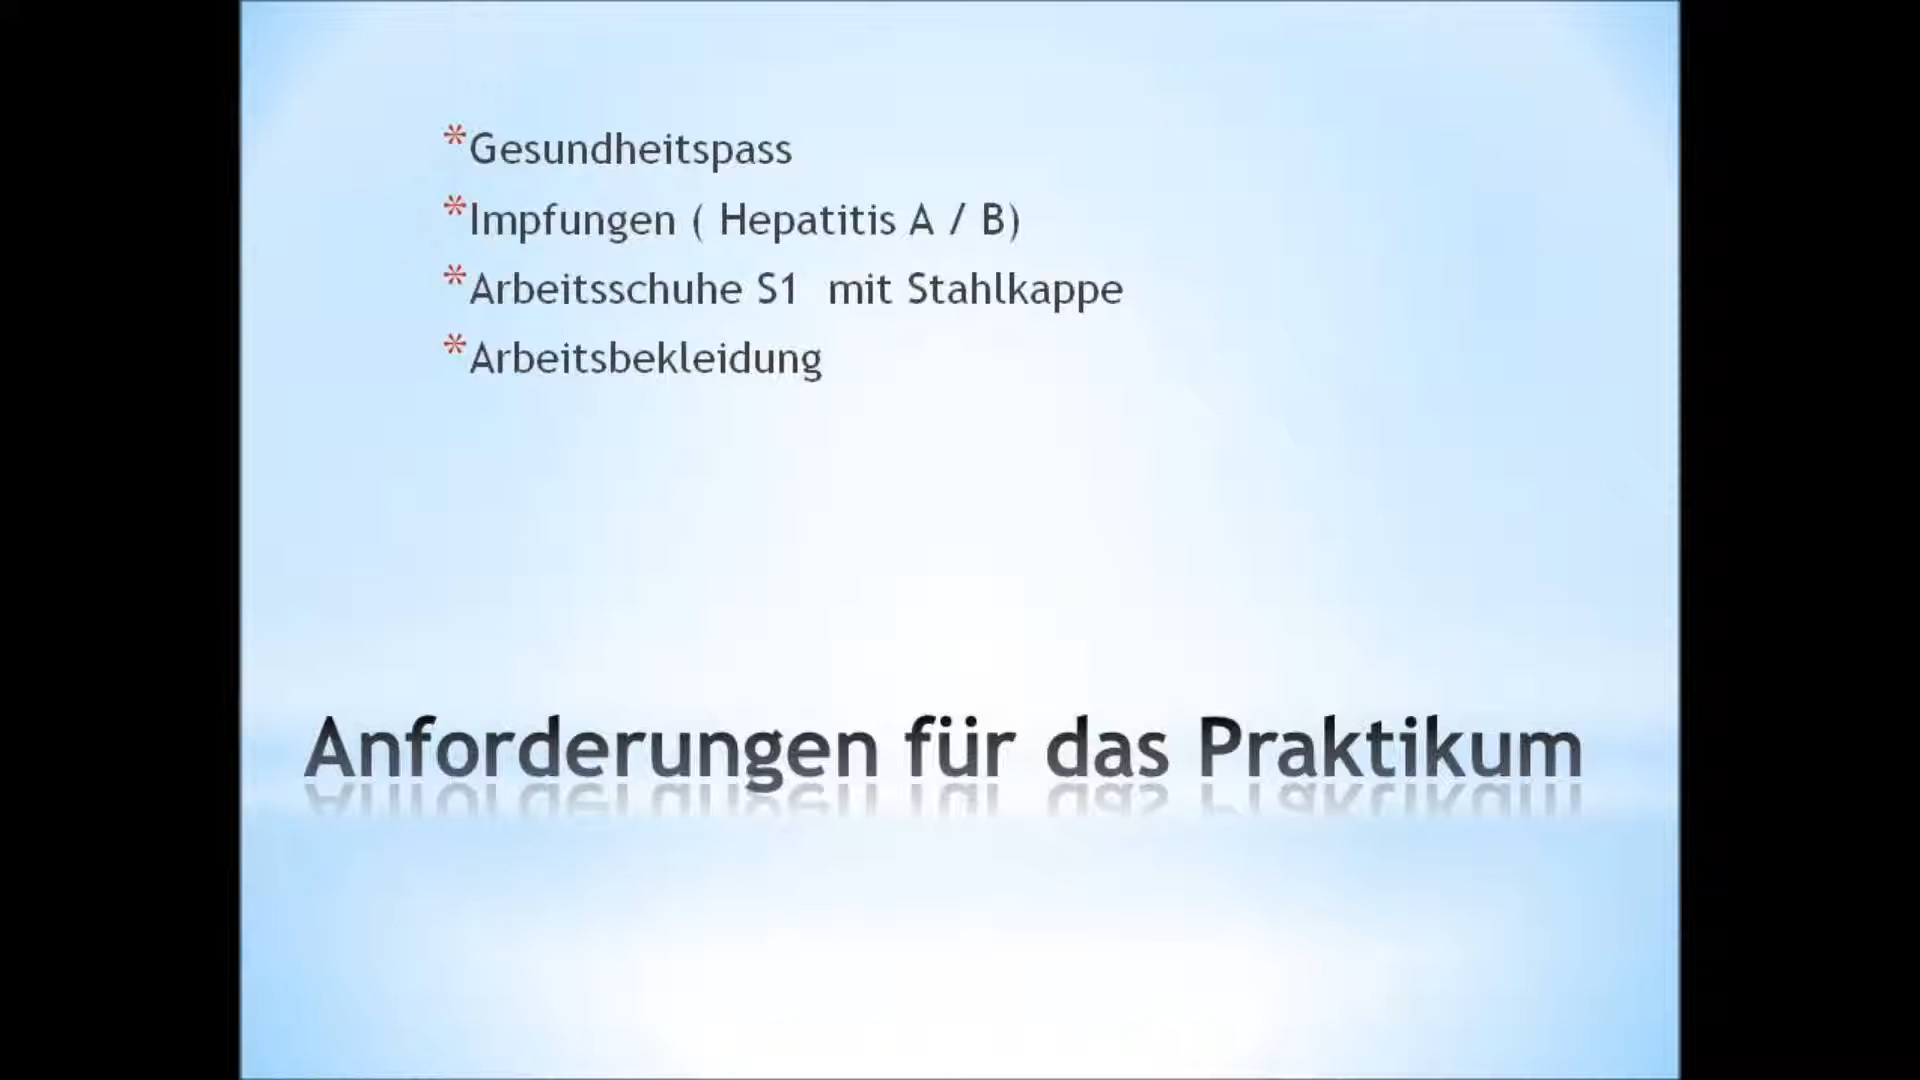 *Gesundheitspass
*Impfungen ( Hepatitis A / B)
*Arbeitsschuhe S1  mit Stahlkappe
*Arbeitsbekleidung
Anforderungen für das Praktikum